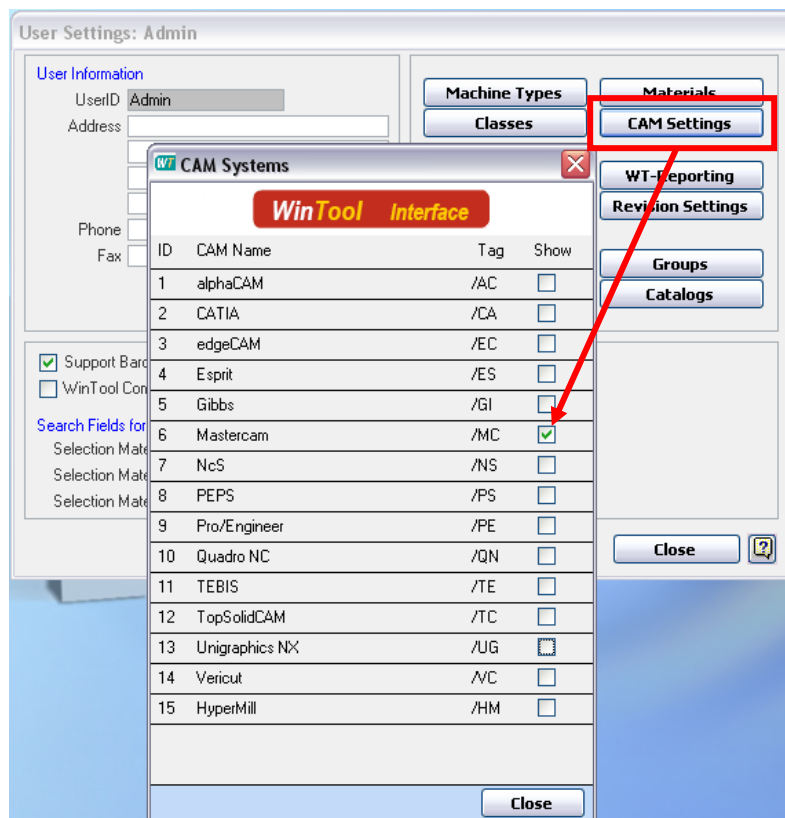 User Settings: Admin
User Information
UserID Admin
Address
Phone
Fax
Machine Types
Materials
Classes
CAM Settings
WT-Reporting
Revision Settings
Groups
Catalogs
Support Barc
WinTool Con
Search Fields for
Selection Mate
Selection Mate
Selection Mate
Close
WT CAM Systems
WinTool Interface
ID CAM Name Tag Show
1 alphaCAM /AC
2 CATIA /CA
3 edgeCAM /EC
4 Esprit /ES
5 Gibbs /GI
6 Mastercam /MC
7 NcS /NS
8 PEPS /PS
9 Pro/Engineer /PE
10 Quadro NC /QN
11 TEBIS /TE
12 TopSolidCAM /TC
13 Unigraphics NX /UG
14 Vericut /VC
15 HyperMill /HM
Close